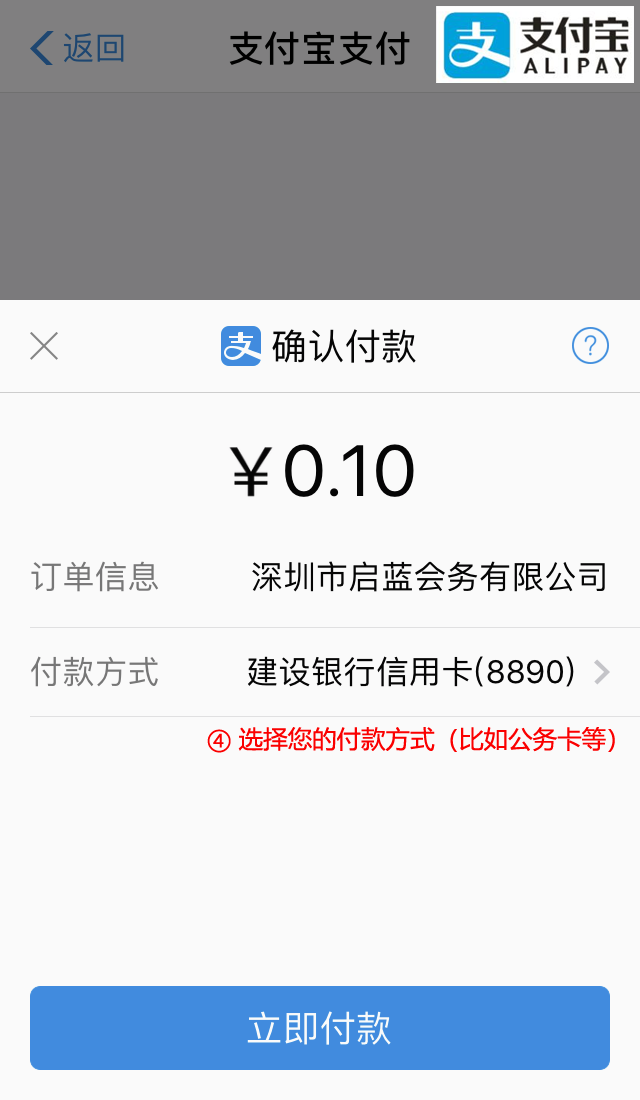 返回
支付宝支付
支 支付宝
ALIPAY
支 确认付款
?
¥0.10
订单信息 深圳市启蓝会务有限公司
付款方式 建设银行信用卡(8890)
④ 选择您的付款方式（比如公务卡等）
立即付款